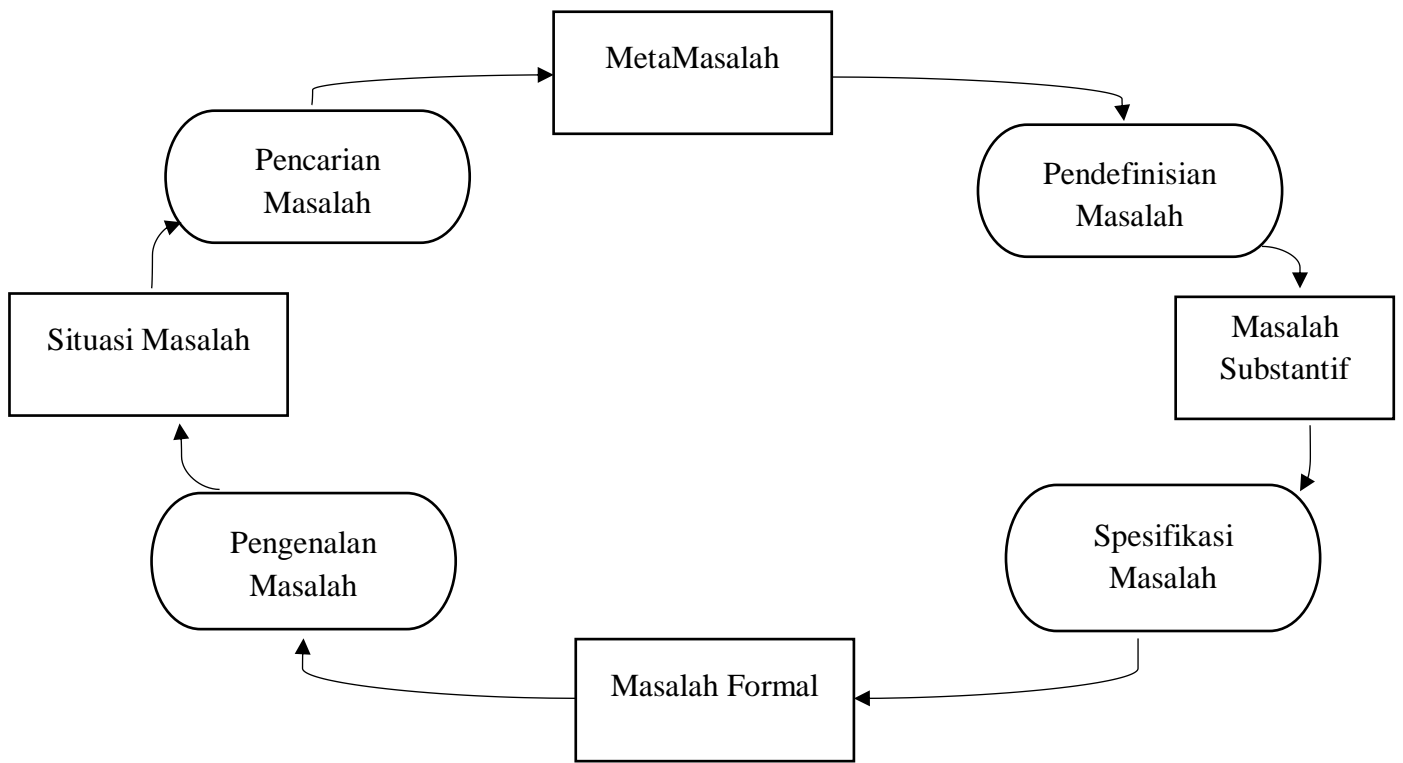 MetaMasalah
Pencarian
Masalah
Pendefinisian
Masalah
Situasi Masalah
Masalah
Substantif
Pengenalan
Masalah
Spesifikasi
Masalah
Masalah Formal